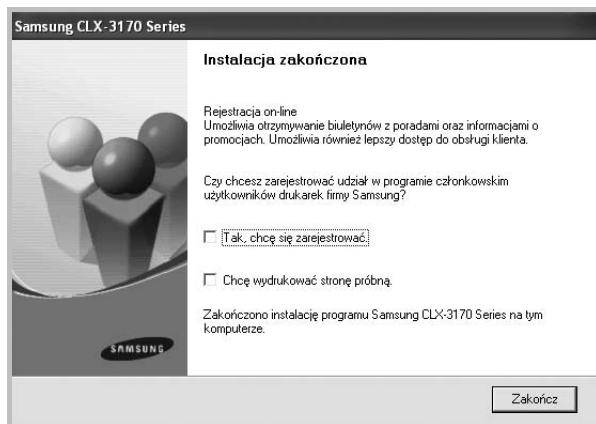 Samsung CLX-3170 Series
Instalacja zakończona
Rejestracja on-line
Umożliwia otrzymywanie biuletynów z poradami oraz informacjami o
promocjach. Umożliwia również lepszy dostęp do obsługi klienta.
Czy chcesz zarejestrować udział w programie członkowskim
użytkowników drukarek firmy Samsung?
Tak, chcę się zarejestrować.
Chcę wydrukować stronę próbną.
Zakończono instalację programu Samsung CLX-3170 Series na tym
komputerze.
SAMSUNG
Zakończ